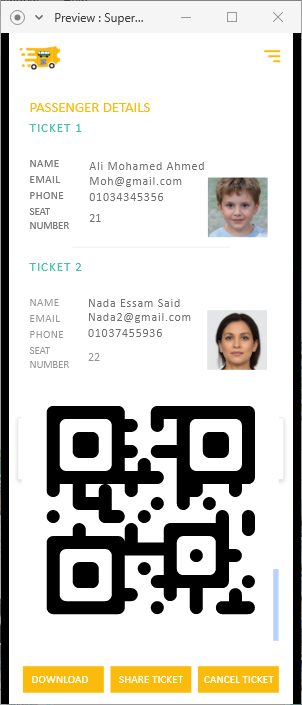 Preview : Super...
PASSENGER DETAILS
TICKET 1
NAME Ali Mohamed Ahmed
EMAIL Moh@gmail.com
PHONE 01034345356
SEAT
NUMBER 21
TICKET 2
NAME Nada Essam Said
EMAIL Nada2@gmail.com
PHONE 01037455936
SEAT
NUMBER 22
DOWNLOAD SHARE TICKET CANCEL TICKET